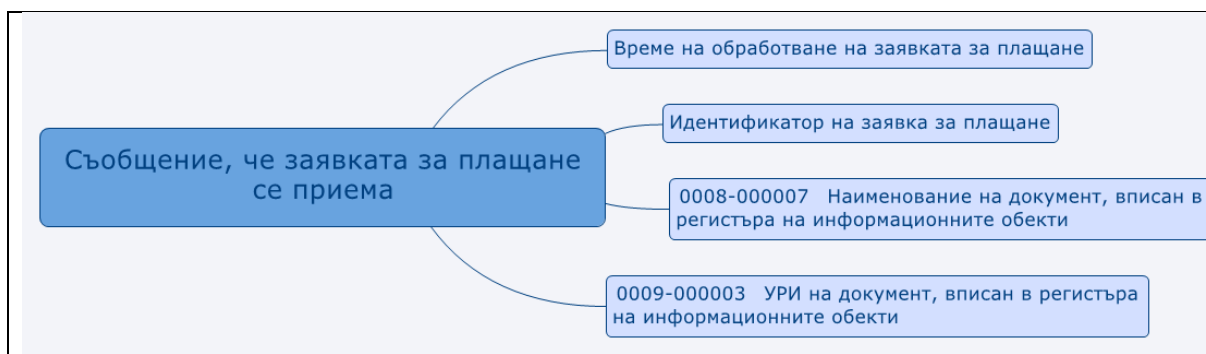 Време на обработване на заявката за плащане
Идентификатор на заявка за плащане
Съобщение, че заявката за плащане
се приема
0008-000007 Наименование на документ, вписан в
регистъра на информационните обекти
0009-000003 УРИ на документ, вписан в регистъра
на информационните обекти